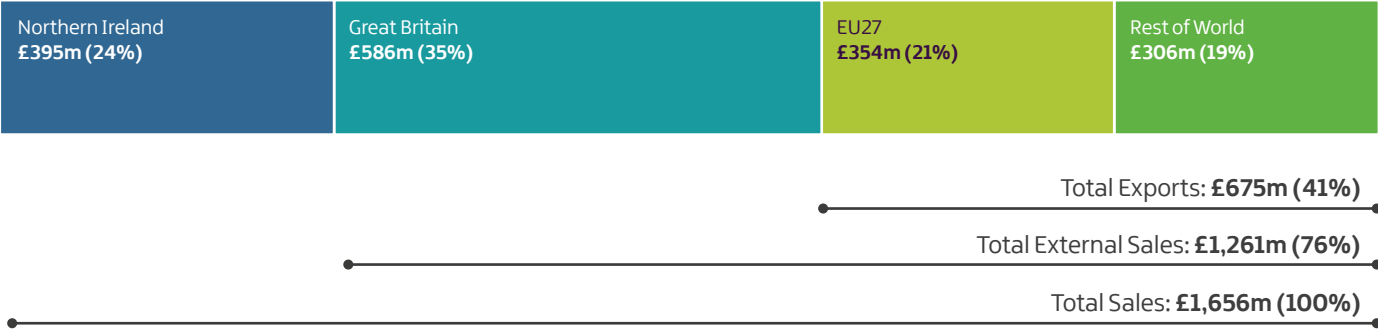 Northern Ireland
£395m (24%)
Great Britain
£586m (35%)
EU27
£354m (21%)
Rest of World
£306m (19%)
Total Exports: £675m (41%)
Total External Sales: £1,261m (76%)
Total Sales: £1,656m (100%)